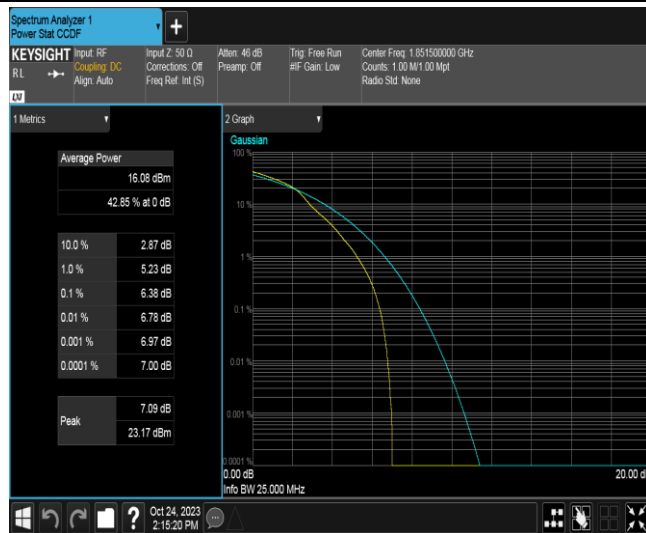 Spectrum Analyzer 1
Power Stat CCDF
+
KEYSIGHT
RL
Input: RF
Coupling: DC
Align: Auto
Input Z: 50 Ω
Corrections: Off
Freq Ref: Int (S)
Atten: 46 dB
Preamp: Off
Trig: Free Run
#IF Gain: Low
Center Freq: 1.851500000 GHz
Counts: 1.00 M/1.00 Mpt
Radio Std: None
LXI
1 Metrics
Average Power
16.08 dBm
42.85 % at 0 dB
10.0 % 2.87 dB
1.0 % 5.23 dB
0.1 % 6.38 dB
0.01 % 6.78 dB
0.001 % 6.97 dB
0.0001 % 7.00 dB
Peak
7.09 dB
23.17 dBm
2 Graph
Gaussian
100 %
10 %
1 %
0.1 %
0.01 %
0.001 %
0.0001 %
0.00 dB
20.00 d
Info BW 25.000 MHz
?
Oct 24, 2023
2:15:20 PM